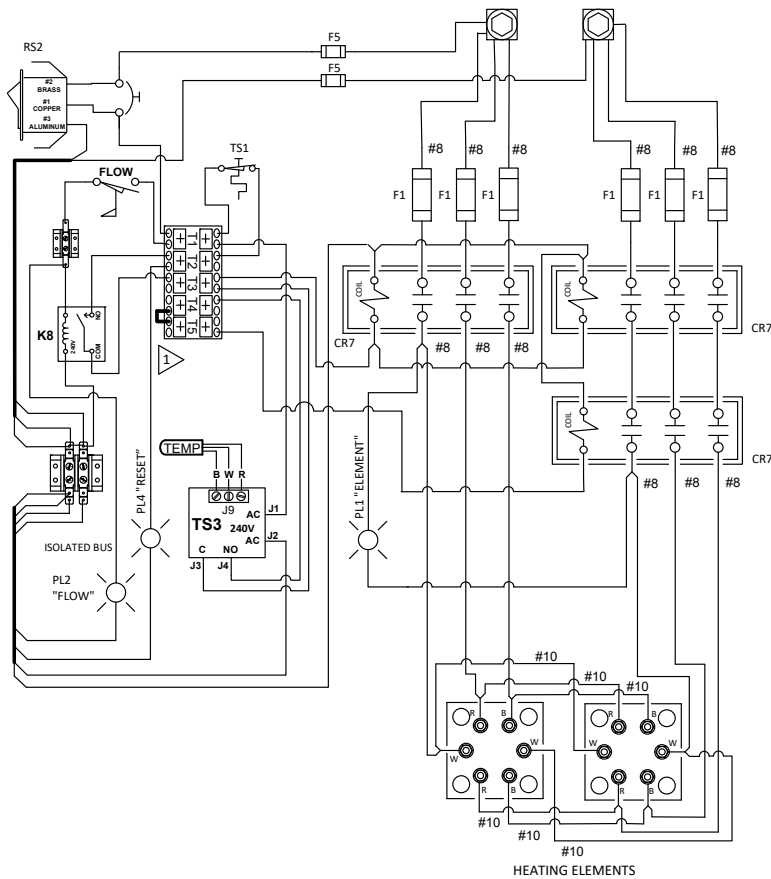 RS2
#2
BRASS
#1
COPPER
#3
ALUMINUM
F5
F5
TS1
FLOW
#8 #8 #8 #8 #8 #8
F1 F1 F1 F1 F1 F1
T1
T2
T3
T4
T5
1
K8
240V
NO
COM
COIL
COIL
CR7
CR7
#8 #8
COIL
CR7
#8 #8 #8
TEMP
B W R
J9
TS3
240V
AC
AC
J1
J2
C NO
J3 J4
PL4 "RESET"
PL1 "ELEMENT"
ISOLATED BUS
PL2
"FLOW"
#10
#10
#10
R B R B
W W W W
R B R B
#10
#10
#10
HEATING ELEMENTS